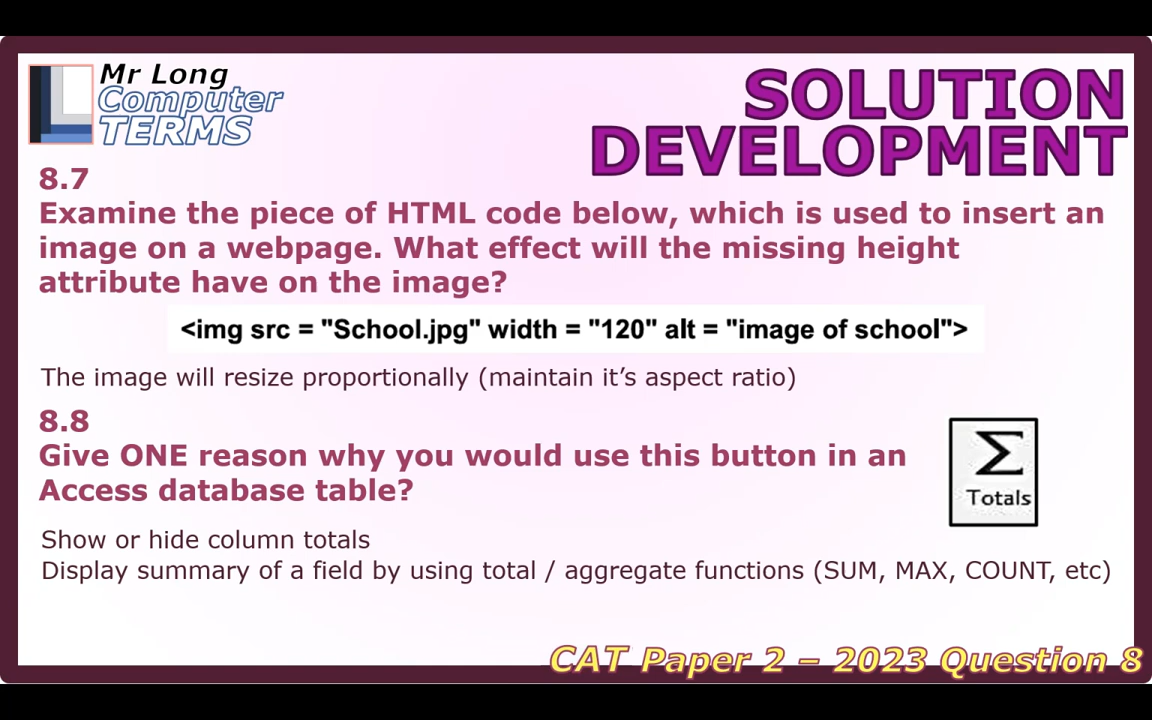 Mr Long
Computer
TERMS
SOLUTION
DEVELOPMENT
8.7
Examine the piece of HTML code below, which is used to insert an
image on a webpage. What effect will the missing height
attribute have on the image?
<img src = "School.jpg" width = "120" alt = "image of school">
The image will resize proportionally (maintain it’s aspect ratio)
8.8
Give ONE reason why you would use this button in an
Access database table?
Σ
Totals
Show or hide column totals
Display summary of a field by using total / aggregate functions (SUM, MAX, COUNT, etc)
CAT Paper 2 – 2023 Question 8